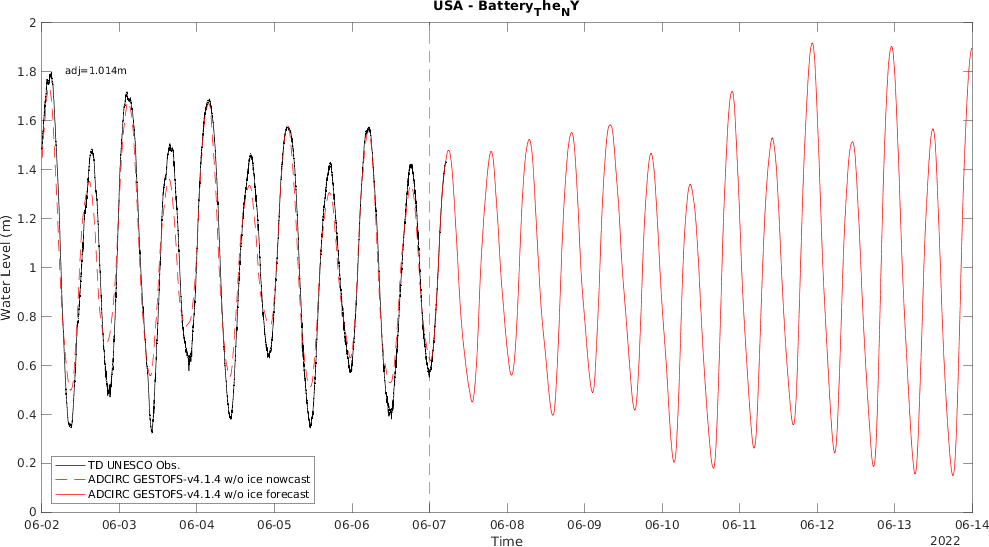 USA - BatteryTheNY
adj=1.014m
Water Level (m)
2
1.8
1.6
1.4
1.2
1
0.8
0.6
0.4
0.2
0
TD UNESCO Obs.
ADCIRC GESTOFS-v4.1.4 w/o ice nowcast
ADCIRC GESTOFS-v4.1.4 w/o ice forecast
06-02 06-03 06-04 06-05 06-06 06-07 06-08 06-09 06-10 06-11 06-12 06-13 06-14
Time
2022